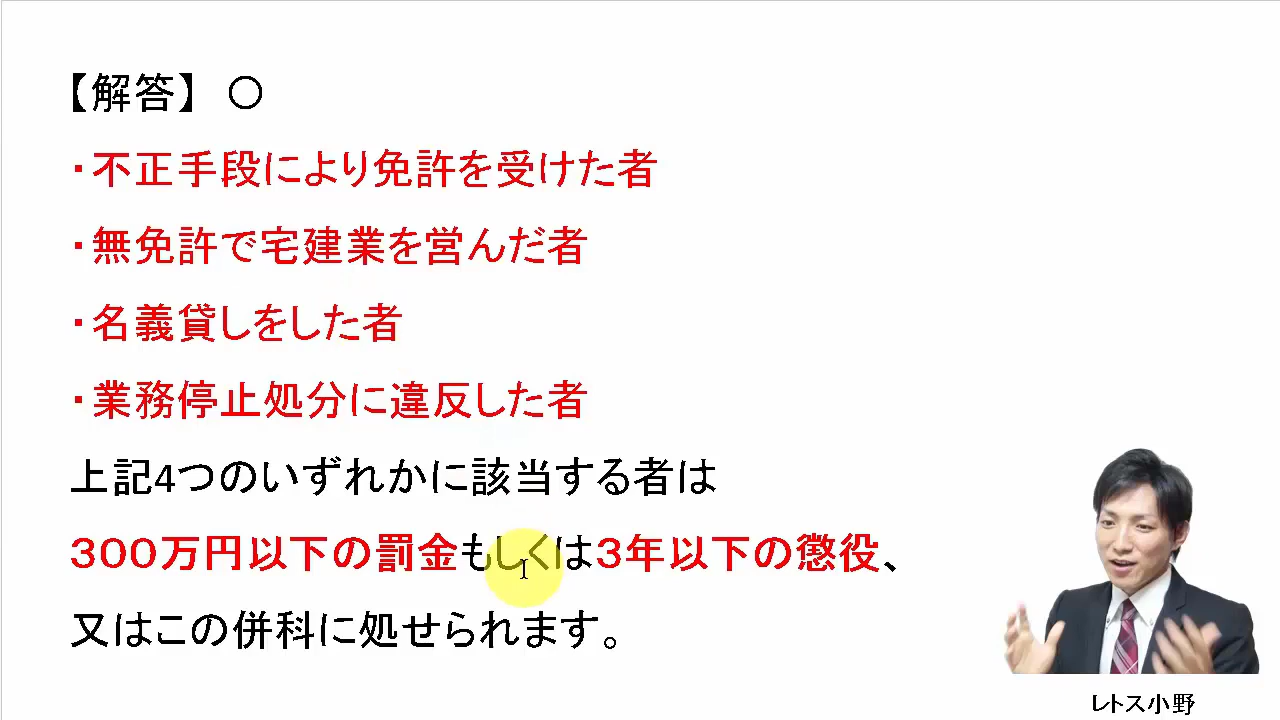 【解答】 ○
・不正手段により免許を受けた者
・無免許で宅建業を営んだ者
・名義貸しをした者
・業務停止処分に違反した者
上記4つのいずれかに該当する者は
３００万円以下の罰金もしくは３年以下の懲役、
又はこの併科に処せられます。
レトス小野